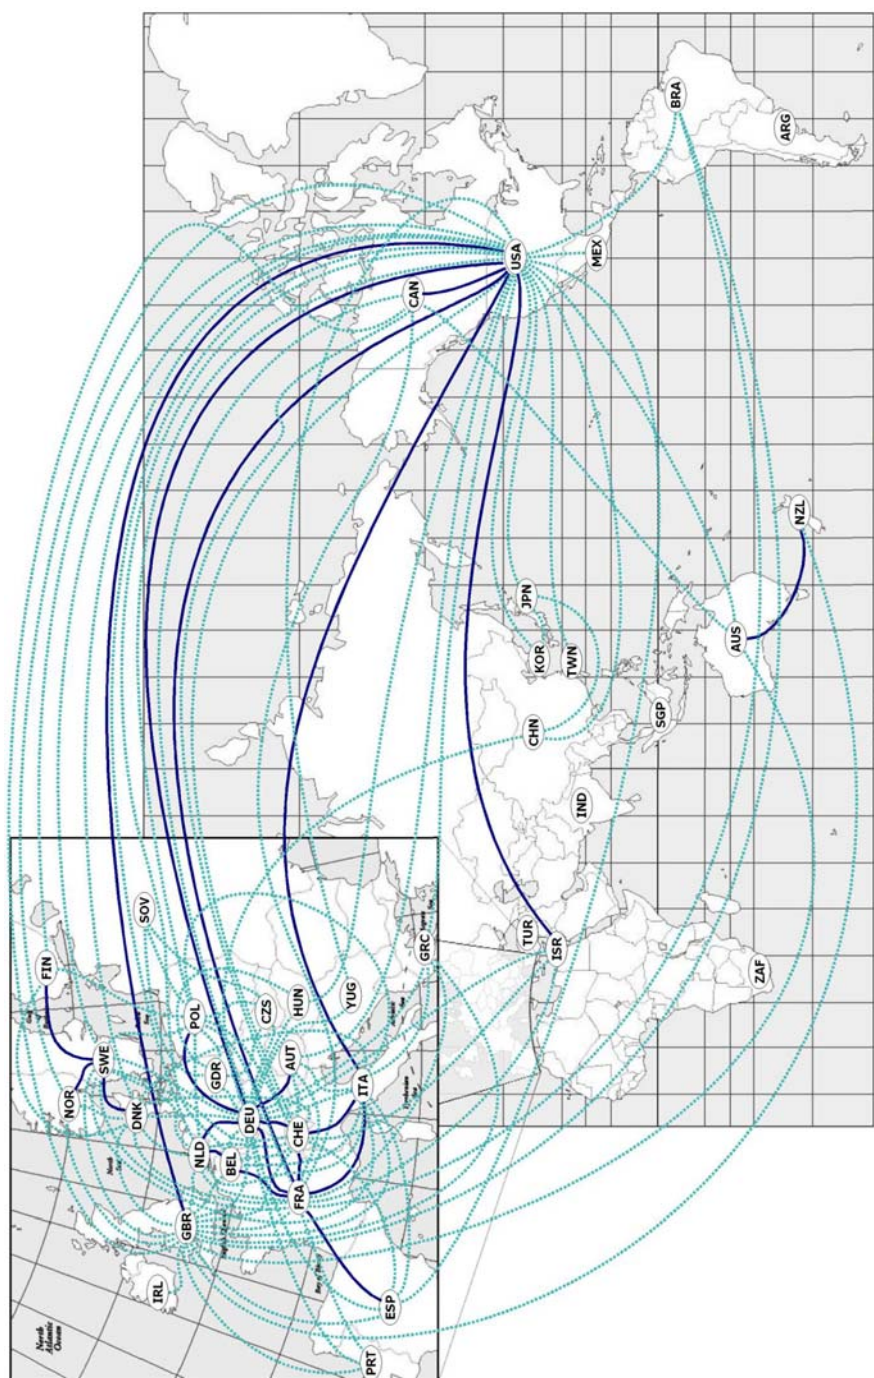 FIN
SOV
NOR
SWE
DNK
POL
GDR
CZS
HUN
YUG
GRC
AUT
ITA
DEU
CHE
NLD
BEL
FRA
GBR
IRL
ESP
PRT
North
Atlantic
Ocean
North
Sea
USA
CAN
MEX
BRA
ARG
JPN
KOR
TWN
CHN
SGP
IND
AUS
NZL
TUR
ISR
ZAF